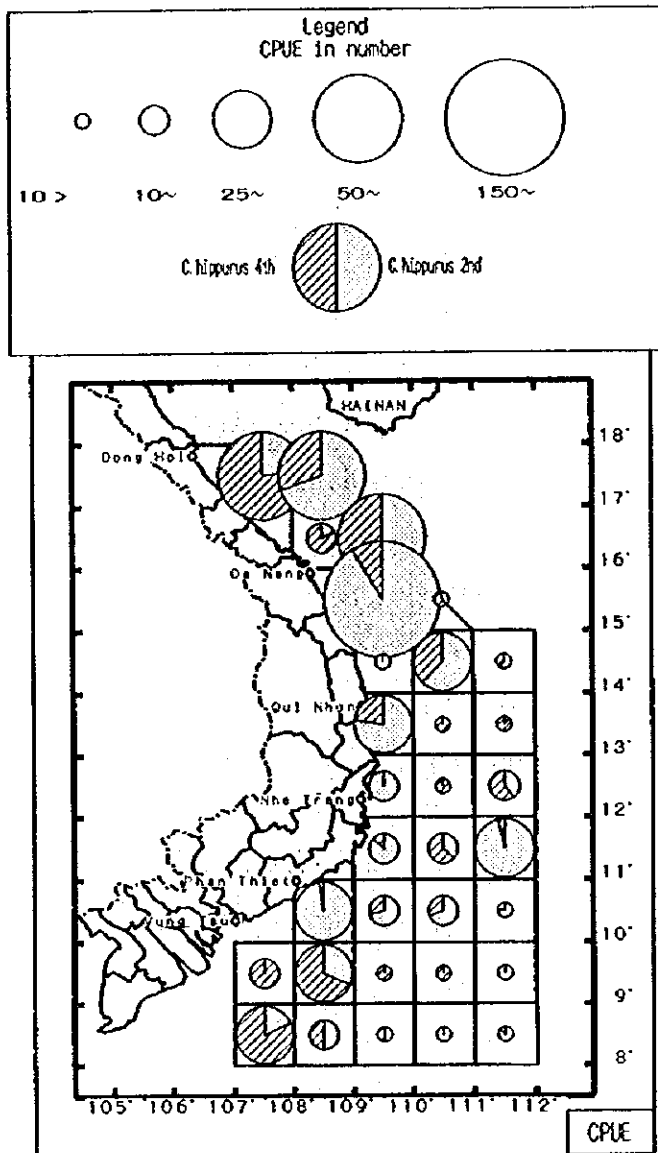 Legend
CPUE in number
10 > 10~ 25~ 50~ 150~
C.hippurus 4th C.hippurus 2nd
HAINAN
18°
Dong Hoi
17°
16°
Da Nang
15°
14°
Qui Nhon
13°
Nha Trang
12°
11°
Phan Thiet
Vung Tau
10°
9°
8°
105° 106° 107° 108° 109° 110° 111° 112°
CPUE